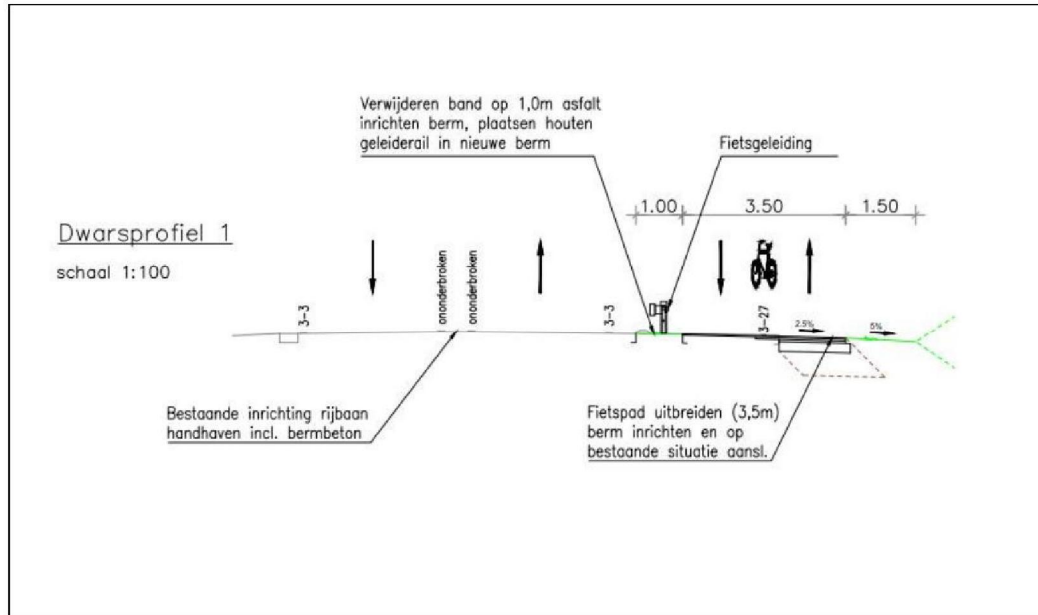 Verwijderen band op 1,0m asfalt
inrichten berm, plaatsen houten
geleiderail in nieuwe berm
Fietsgeleiding
1.00
3.50
1.50
Dwarsprofiel 1
schaal 1:100
3-3
ononderbroken
ononderbroken
3-3
3-27
2.5%
5%
Bestaande inrichting rijbaan
handhaven incl. bermbeton
Fietspad uitbreiden (3,5m)
berm inrichten en op
bestaande situatie aansl.